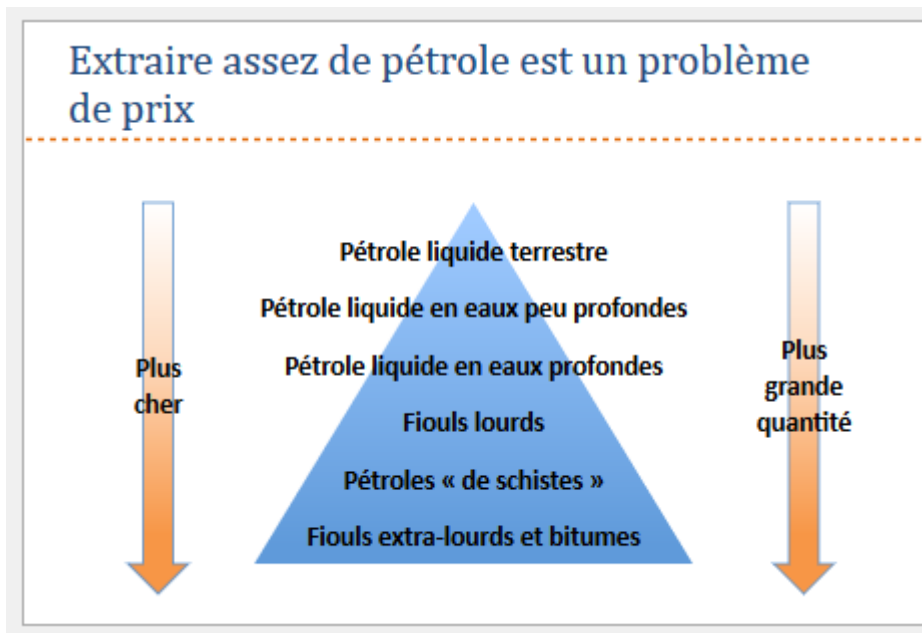 Extraire assez de pétrole est un problème
de prix
Pétrole liquide terrestre
Pétrole liquide en eaux peu profondes
Pétrole liquide en eaux profondes
Fiouls lourds
Pétroles « de schistes »
Fiouls extra-lourds et bitumes
Plus
cher
Plus
grande
quantité